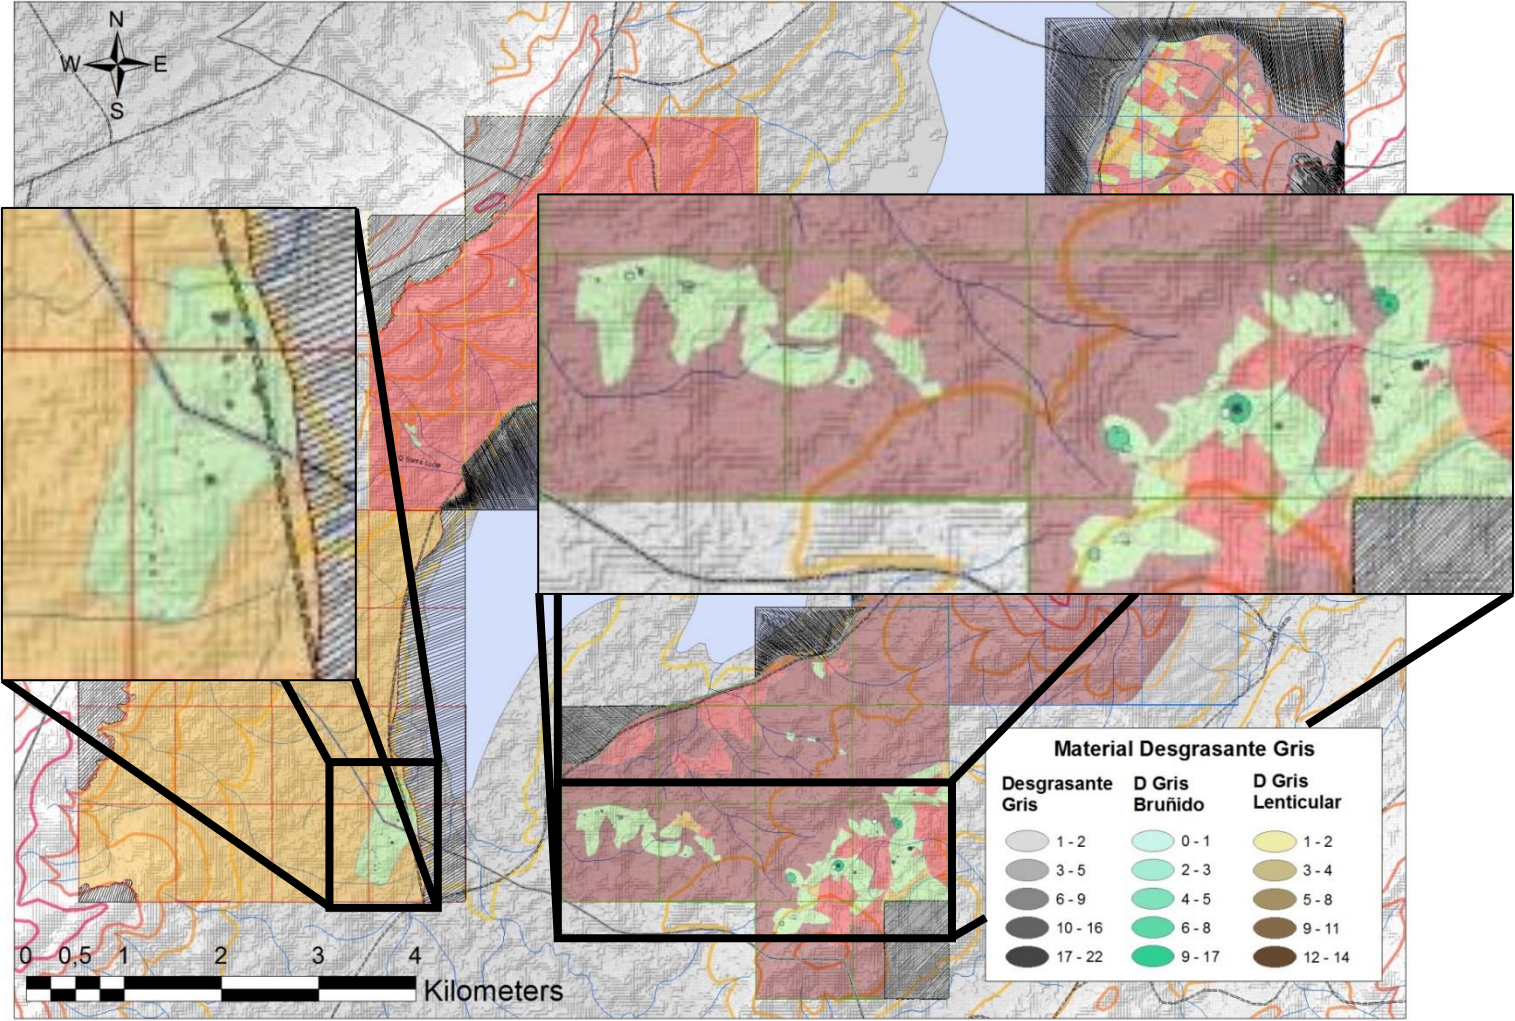 N
W E
S
Q Santa Lucia
Material Desgrasante Gris
Desgrasante Gris
1 - 2
3 - 5
6 - 9
10 - 16
17 - 22
D Gris Bruñido
0 - 1
2 - 3
4 - 5
6 - 8
9 - 17
D Gris Lenticular
1 - 2
3 - 4
5 - 8
9 - 11
12 - 14
0 0,5 1 2 3 4
Kilometers